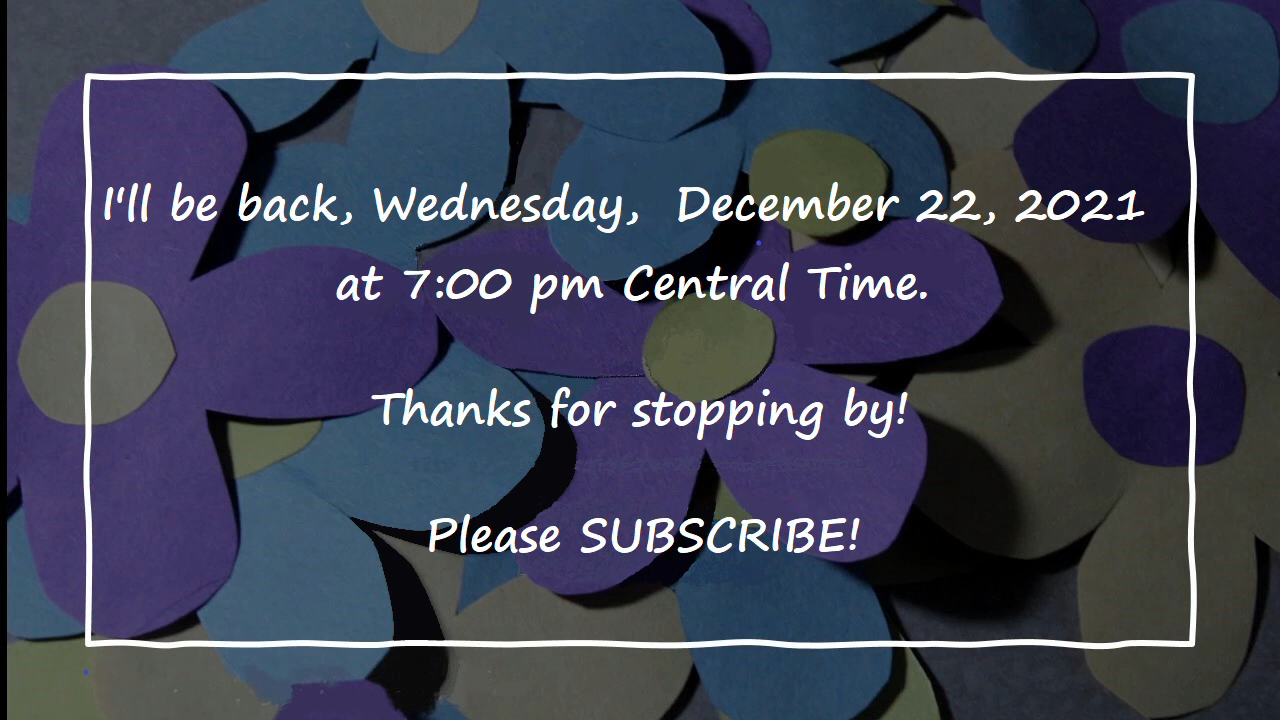 I'll be back, Wednesday, December 22, 2021
at 7:00 pm Central Time.
Thanks for stopping by!
Please SUBSCRIBE!